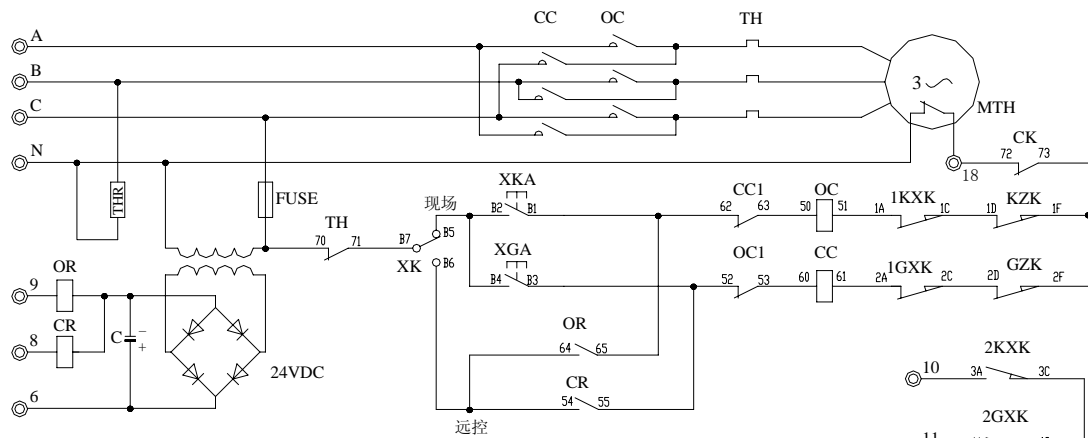 CC OC TH
A
B
3
C
MTH
CK
N
72 73
18
THR
FUSE
现场
XKA
CC1 OC 1KXK KZK
B2 B1 62 63 50 51 1A 1C 1D 1F
TH
70 71 B7 B5
XK B6
XGA
OC1 CC 1GXK GZK
B4 B3 52 53 60 61 2A 2C 2D 2F
OR
9
CR
C − +
8
OR
64 65
24VDC
CR
54 55
6
远控
2KXK
10 3A 3C
2GXK
11